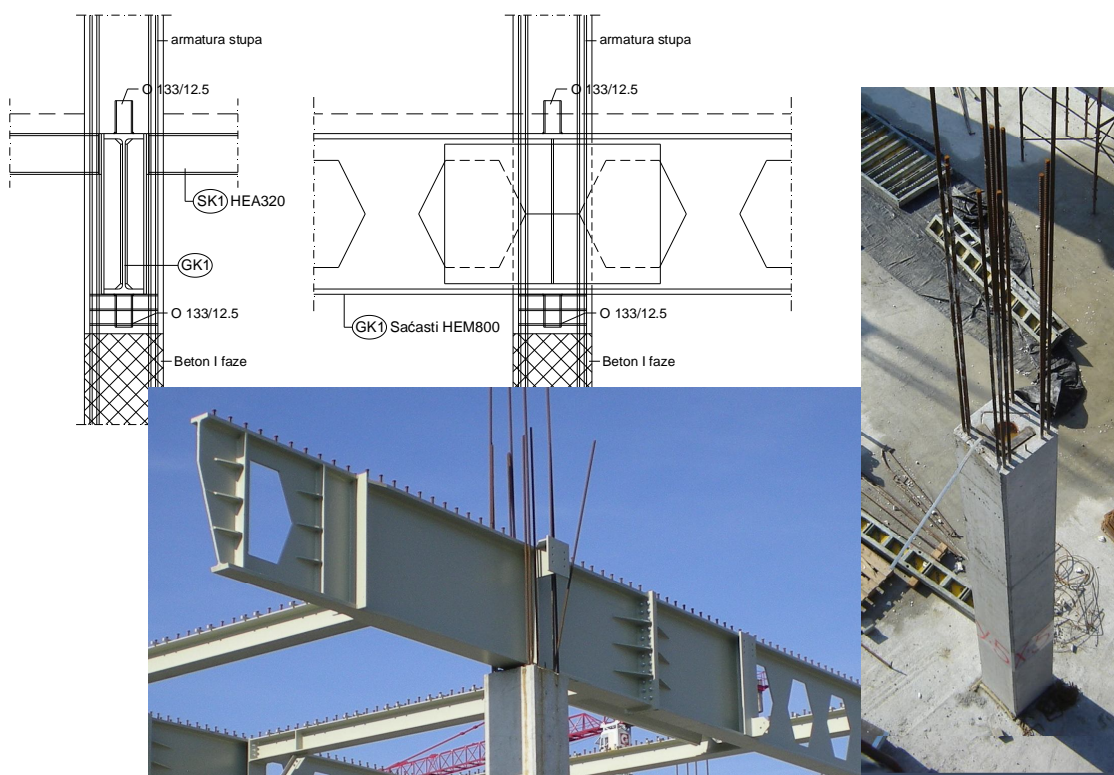 armatura stupa
O 133/12.5
SK1 HEA320
GK1
O 133/12.5
Beton I faze
armatura stupa
O 133/12.5
GK1 Saćasti HEM800
O 133/12.5
Beton I faze